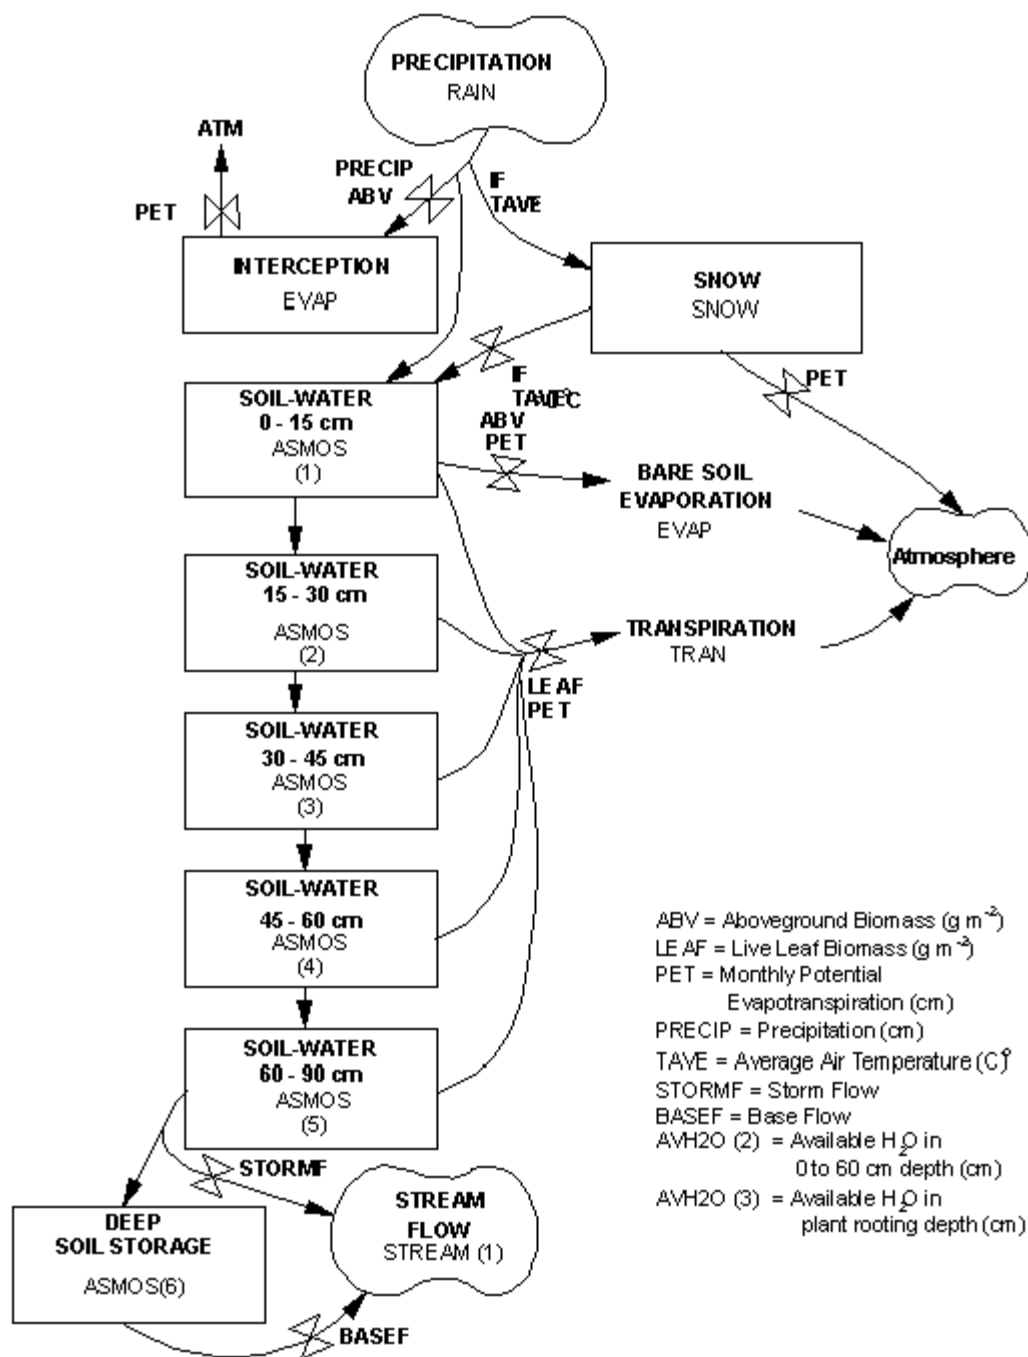 PRECIPITATION
RAIN
ATM
PRECIP
ABV
IF
TAVE
PET
INTERCEPTION
EVAP
SNOW
SNOW
PET
IF
ABV
PET
SOIL-WATER
0 - 15 cm
ASMOS
(1)
BARE SOIL
EVAPORATION
EVAP
Atmosphere
SOIL-WATER
15 - 30 cm
ASMOS
(2)
TRANSPIRATION
TRAN
LEAF
PET
SOIL-WATER
30 - 45 cm
ASMOS
(3)
SOIL-WATER
45 - 60 cm
ASMOS
(4)
SOIL-WATER
60 - 90 cm
ASMOS
(5)
STORMF
DEEP
SOIL STORAGE
ASMOS(6)
STREAM
FLOW
STREAM (1)
BASEF
ABV = Aboveground Biomass (g m⁻²)
LEAF = Live Leaf Biomass (g m⁻²)
PET = Monthly Potential
Evapotranspiration (cm)
PRECIP = Precipitation (cm)
TAVE = Average Air Temperature (C)°
STORMF = Storm Flow
BASEF = Base Flow
AVH2O (2) = Available H₂O in
0 to 60 cm depth (cm)
AVH2O (3) = Available H₂O in
plant rooting depth (cm)